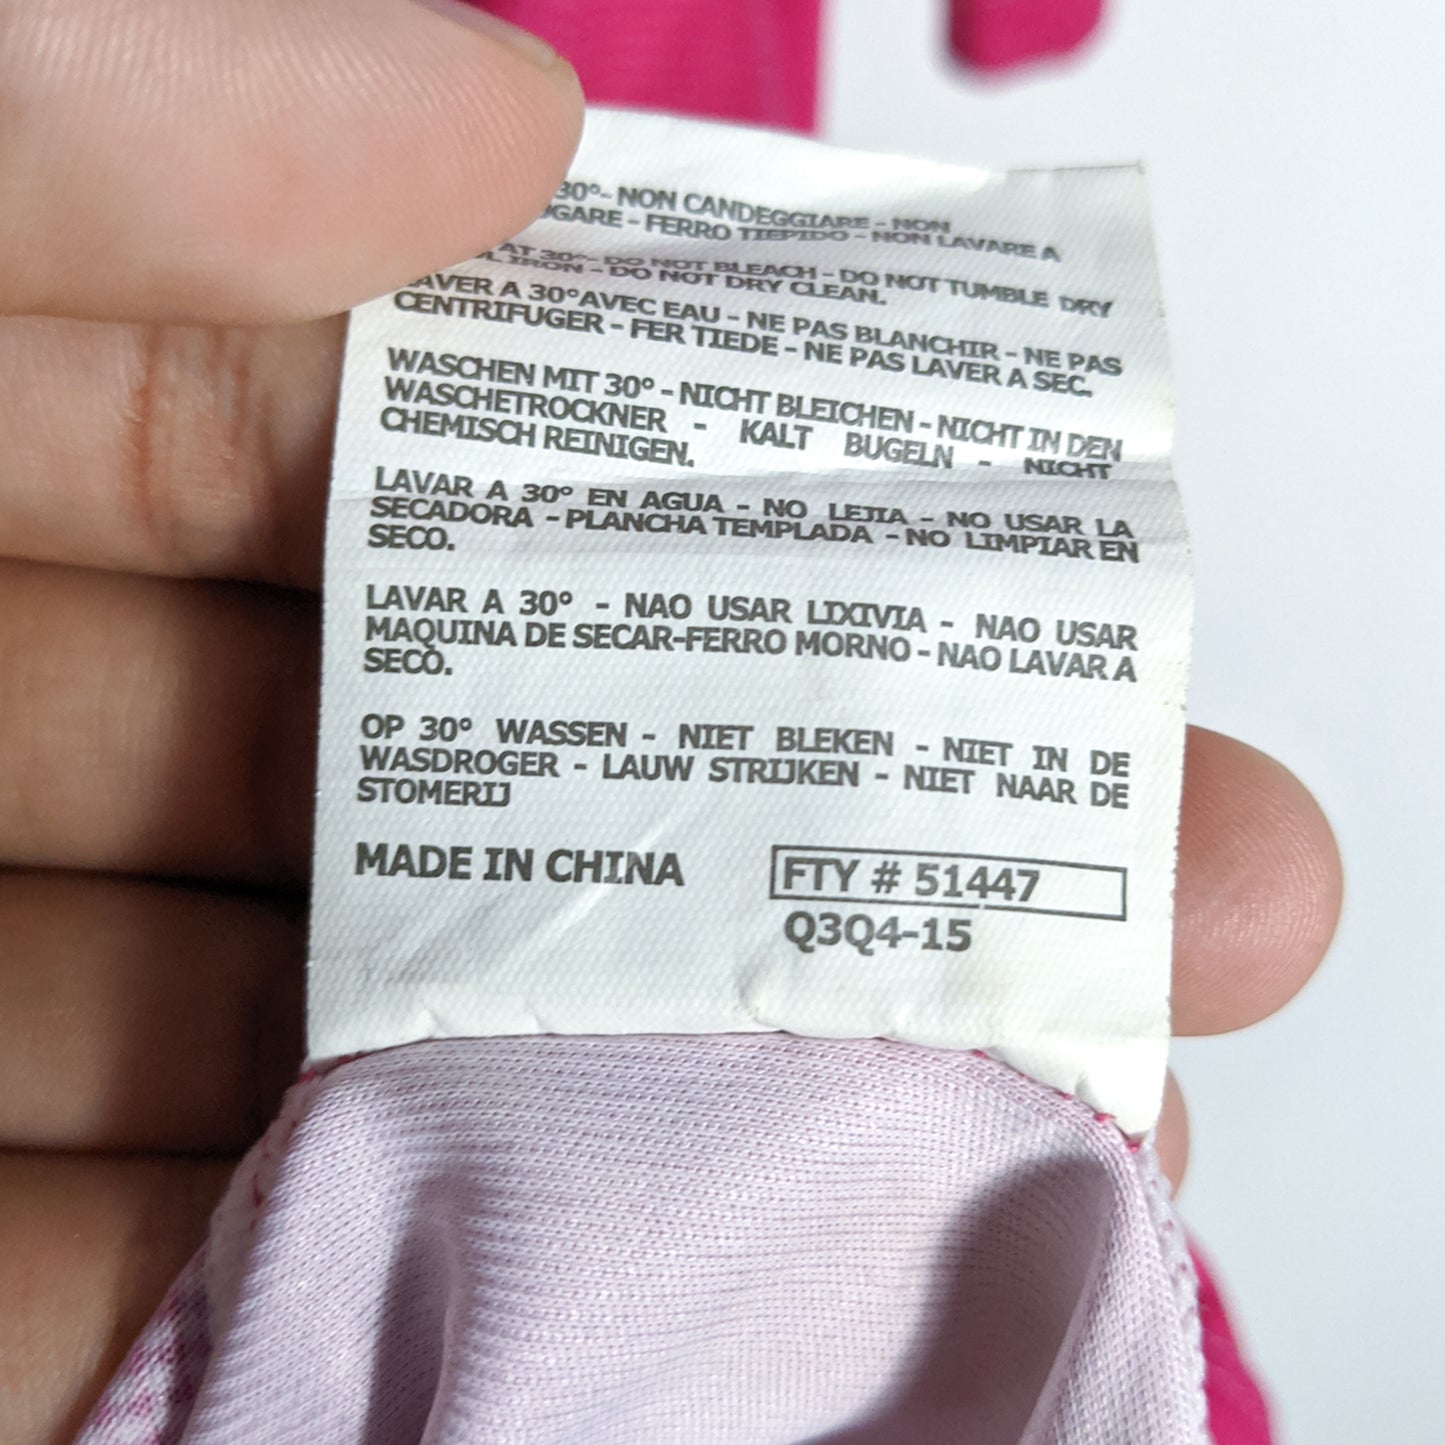 30°- NON CANDEGGIARE - NON
GARE - FERRO TIEPIDO - NON LAVARE A
AT 30°- DO NOT BLEACH - DO NOT TUMBLE DRY
IRON - DO NOT DRY CLEAN.
AVER A 30°AVEC EAU - NE PAS BLANCHIR - NE PAS
CENTRIFUGER - FER TIEDE - NE PAS LAVER A SEC.
WASCHEN MIT 30° - NICHT BLEICHEN - NICHT IN DEN
WASCHETROCKNER - KALT BUGELN - NICHT
CHEMISCH REINIGEN.
LAVAR A 30° EN AGUA - NO LEJIA - NO USAR LA
SECADORA - PLANCHA TEMPLADA - NO LIMPIAR EN
SECO.
LAVAR A 30° - NAO USAR LIXIVIA - NAO USAR
MAQUINA DE SECAR-FERRO MORNO - NAO LAVAR A
SECO.
OP 30° WASSEN - NIET BLEKEN - NIET IN DE
WASDROGER - LAUW STRIJKEN - NIET NAAR DE
STOMERIJ
MADE IN CHINA
FTY # 51447
Q3Q4-15